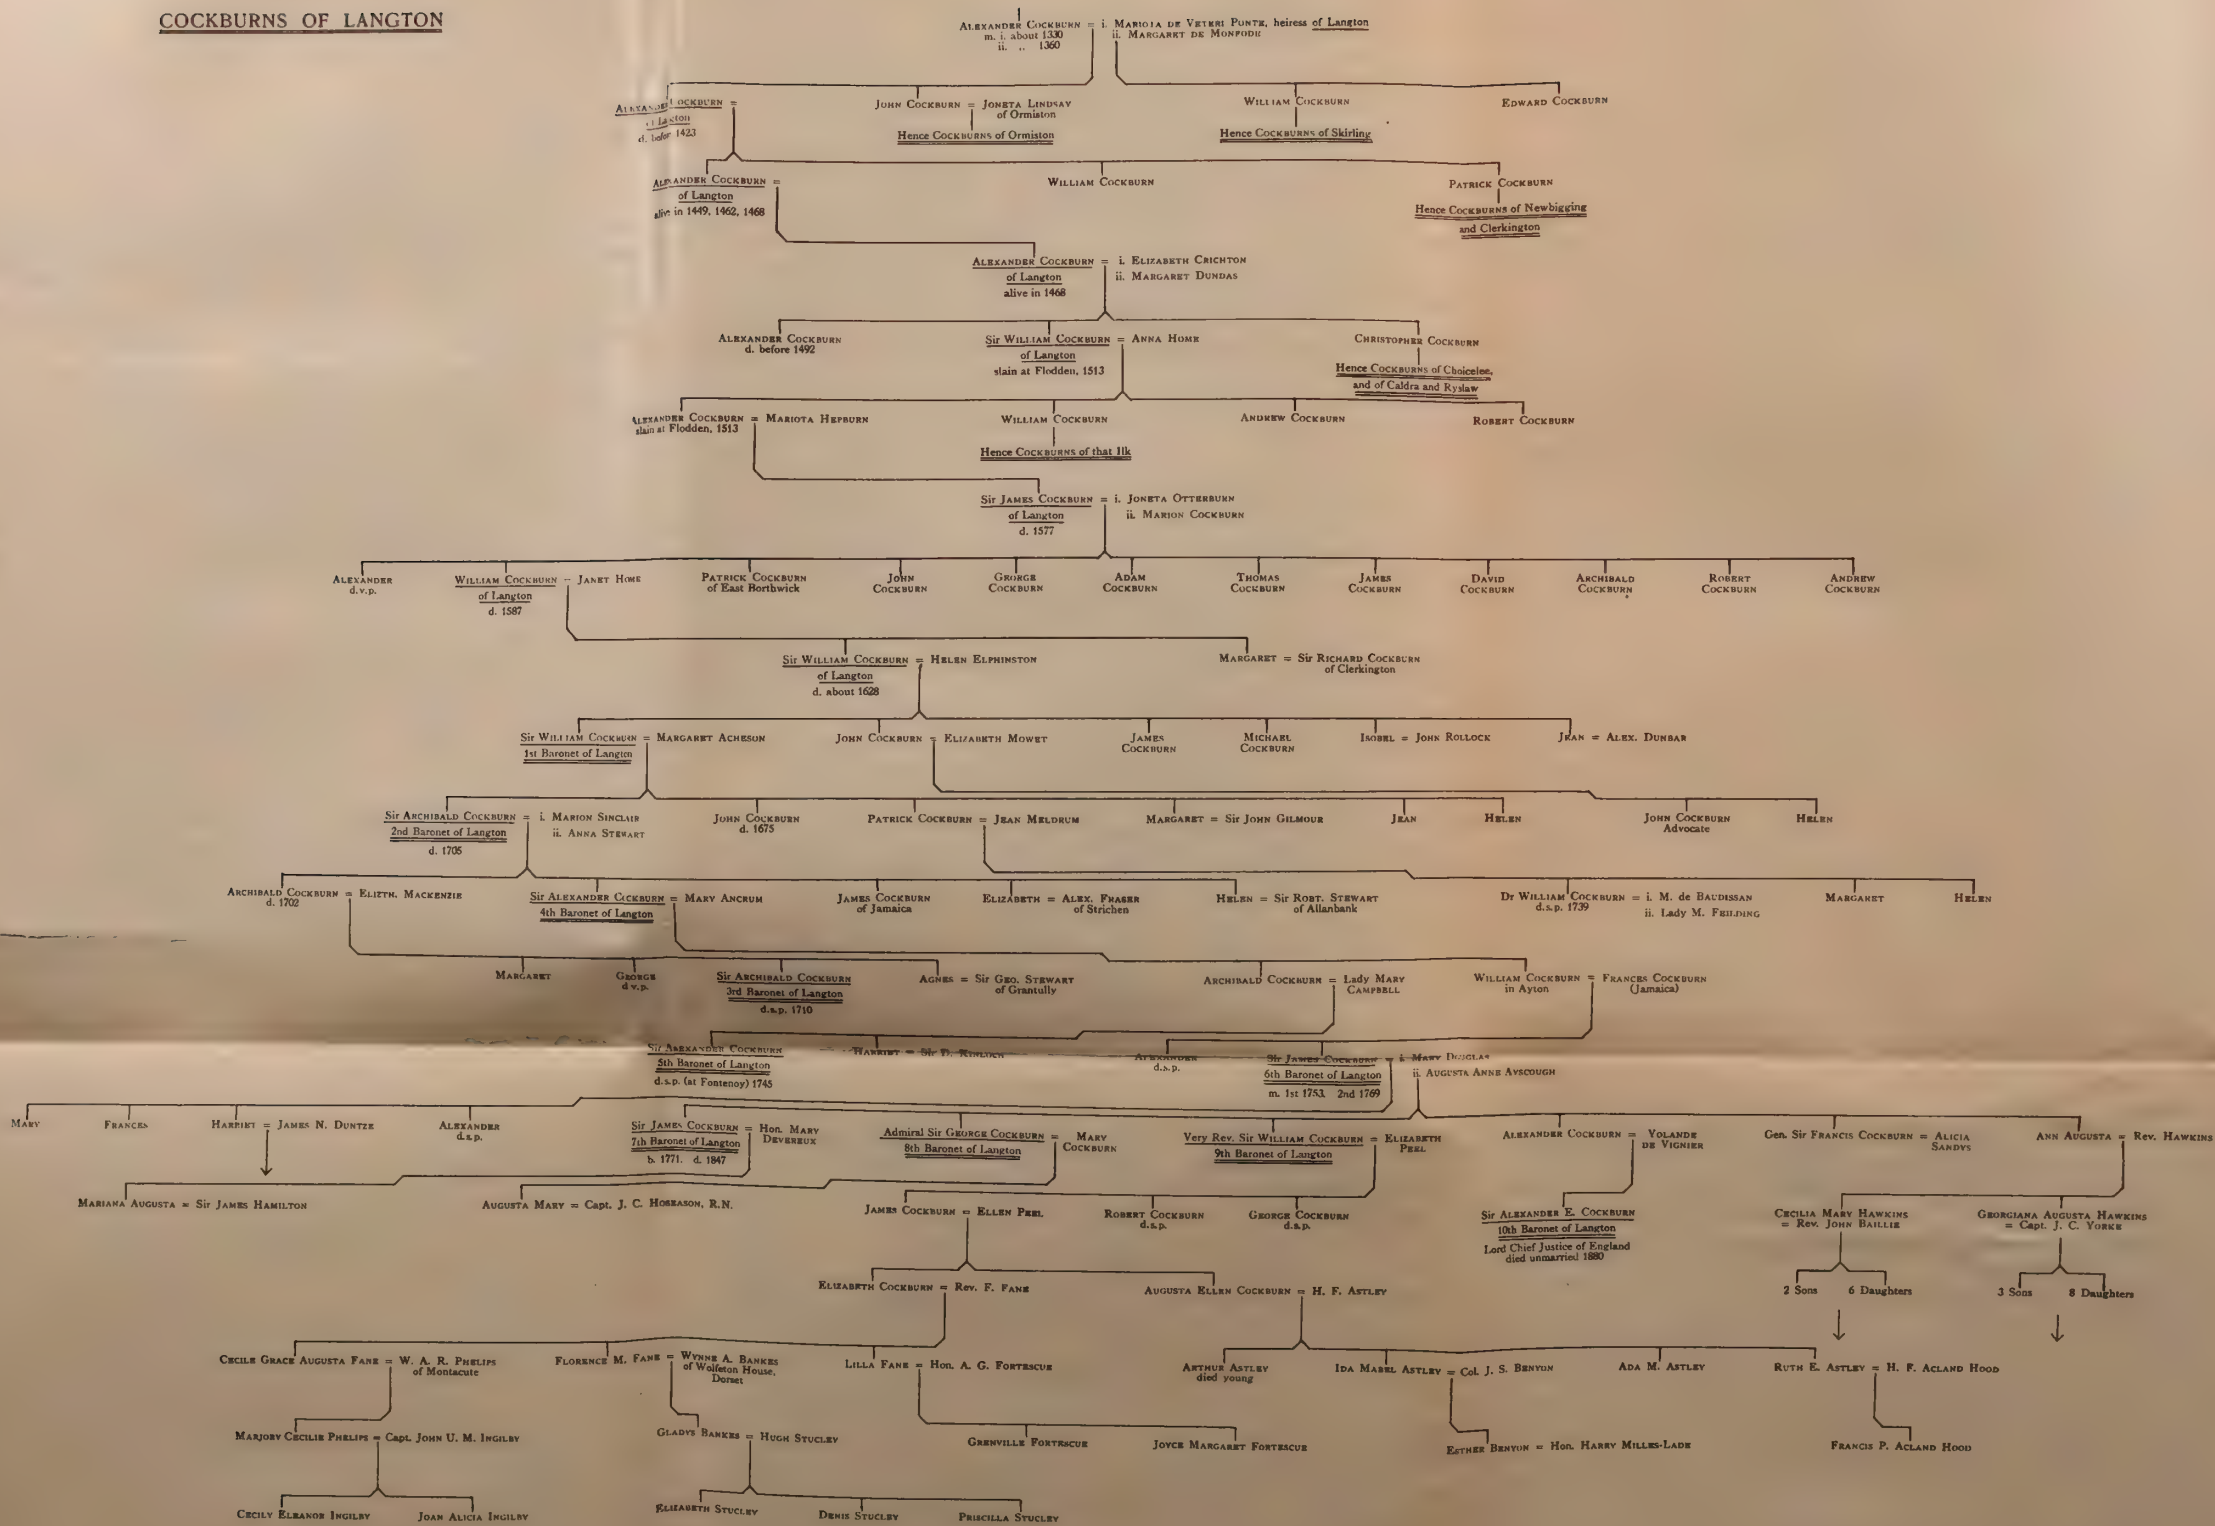 COCKBURNS OF LANGTON
ALEXANDER COCKBURN = i. MARIOTA DE VETERI PONTE, heiress of Langton
m. i. about 1330 ii. MARGARET DE MONFODE
ii. „ 1360
ALEXANDER COCKBURN =
of Langton
d. before 1423
JOHN COCKBURN = JONETA LINDSAY
of Ormiston
Hence COCKBURNS of Ormiston
WILLIAM COCKBURN
Hence COCKBURNS of Skirling
EDWARD COCKBURN
ALEXANDER COCKBURN =
of Langton
alive in 1449, 1462, 1468
WILLIAM COCKBURN
PATRICK COCKBURN
Hence COCKBURNS of Newbigging
and Clerkington
ALEXANDER COCKBURN = i. ELIZABETH CRICHTON
of Langton ii. MARGARET DUNDAS
alive in 1468
ALEXANDER COCKBURN
d. before 1492
Sir WILLIAM COCKBURN = ANNA HOME
of Langton
slain at Flodden, 1513
CHRISTOPHER COCKBURN
Hence COCKBURNS of Choicelee,
and of Caldra and Ryslaw
ALEXANDER COCKBURN = MARIOTA HEPBURN
slain at Flodden, 1513
WILLIAM COCKBURN
Hence COCKBURNS of that Ilk
ANDREW COCKBURN
ROBERT COCKBURN
Sir JAMES COCKBURN = i. JONETA OTTERBURN
of Langton ii. MARION COCKBURN
d. 1577
ALEXANDER
d.v.p.
WILLIAM COCKBURN = JANET HOME
of Langton
d. 1587
PATRICK COCKBURN
of East Borthwick
JOHN
COCKBURN
GEORGE
COCKBURN
ADAM
COCKBURN
THOMAS
COCKBURN
JAMES
COCKBURN
DAVID
COCKBURN
ARCHIBALD
COCKBURN
ROBERT
COCKBURN
ANDREW
COCKBURN
Sir WILLIAM COCKBURN = HELEN ELPHINSTON
of Langton
d. about 1628
MARGARET = Sir RICHARD COCKBURN
of Clerkington
Sir WILLIAM COCKBURN = MARGARET ACHESON
1st Baronet of Langton
JOHN COCKBURN = ELIZABETH MOWET
JAMES
COCKBURN
MICHAEL
COCKBURN
ISOBEL = JOHN ROLLOCK
JEAN = ALEX. DUNBAR
Sir ARCHIBALD COCKBURN = i. MARION SINCLAIR
2nd Baronet of Langton ii. ANNA STEWART
d. 1705
JOHN COCKBURN
d. 1675
PATRICK COCKBURN = JEAN MELDRUM
MARGARET = Sir JOHN GILMOUR
JEAN
HELEN
JOHN COCKBURN
Advocate
HELEN
ARCHIBALD COCKBURN = ELIZTH. MACKENZIE
d. 1702
Sir ALEXANDER COCKBURN = MARY ANCRUM
4th Baronet of Langton
JAMES COCKBURN
of Jamaica
ELIZABETH = ALEX. FRASER
of Strichen
HELEN = Sir ROBT. STEWART
of Allanbank
Dr WILLIAM COCKBURN = i. M. de BAUDISSAN
d.s.p. 1739 ii. Lady M. FEILDING
MARGARET
HELEN
MARGARET
GEORGE
d.v.p.
Sir ARCHIBALD COCKBURN
3rd Baronet of Langton
d.s.p. 1710
AGNES = Sir GEO. STEWART
of Grantully
ARCHIBALD COCKBURN = Lady MARY
CAMPBELL
WILLIAM COCKBURN = FRANCES COCKBURN
in Ayton (Jamaica)
Sir ALEXANDER COCKBURN
5th Baronet of Langton
d.s.p. (at Fontenoy) 1745
HARRIET = Sir D. KINLOCH
ALEXANDER
d.s.p.
Sir JAMES COCKBURN = i. MARY DOUGLAS
6th Baronet of Langton ii. AUGUSTA ANNE AYSCOUGH
m. 1st 1753. 2nd 1769
MARY
FRANCES
HARRIET = JAMES N. DUNTZE
ALEXANDER
d.s.p.
Sir JAMES COCKBURN = Hon. MARY
7th Baronet of Langton DEVEREUX
b. 1771. d. 1847
Admiral Sir GEORGE COCKBURN = MARY
8th Baronet of Langton COCKBURN
Very Rev. Sir WILLIAM COCKBURN = ELIZABETH
9th Baronet of Langton PEEL
ALEXANDER COCKBURN = YOLANDE
DE VIGNIER
Gen. Sir FRANCIS COCKBURN = ALICIA
SANDYS
ANN AUGUSTA = Rev. HAWKINS
MARIANA AUGUSTA = Sir JAMES HAMILTON
AUGUSTA MARY = Capt. J. C. HOSEASON, R.N.
JAMES COCKBURN = ELLEN PEEL
ROBERT COCKBURN
d.s.p.
GEORGE COCKBURN
d.s.p.
Sir ALEXANDER E. COCKBURN
10th Baronet of Langton
Lord Chief Justice of England
died unmarried 1880
CECILIA MARY HAWKINS
= Rev. JOHN BAILLIE
GEORGIANA AUGUSTA HAWKINS
= Capt. J. C. YORKE
ELIZABETH COCKBURN = Rev. F. FANE
AUGUSTA ELLEN COCKBURN = H. F. ASTLEY
2 Sons 6 Daughters
3 Sons 8 Daughters
CECILE GRACE AUGUSTA FANE = W. A. R. PHELIPS
of Montacute
FLORENCE M. FANE = WYNNE A. BANKES
of Wolfeton House,
Dorset
LILLA FANE = Hon. A. G. FORTESCUE
ARTHUR ASTLEY
died young
IDA MABEL ASTLEY = Col. J. S. BENYON
ADA M. ASTLEY
RUTH E. ASTLEY = H. F. ACLAND HOOD
MARJORY CECILIE PHELIPS = Capt. JOHN U. M. INGILBY
GLADYS BANKES = HUGH STUCLEY
GRENVILLE FORTESCUE
JOYCE MARGARET FORTESCUE
ESTHER BENYON = Hon. HARRY MILLES-LADE
FRANCIS P. ACLAND HOOD
CECILY ELEANOR INGILBY
JOAN ALICIA INGILBY
ELIZABETH STUCLEY
DENIS STUCLEY
PRISCILLA STUCLEY